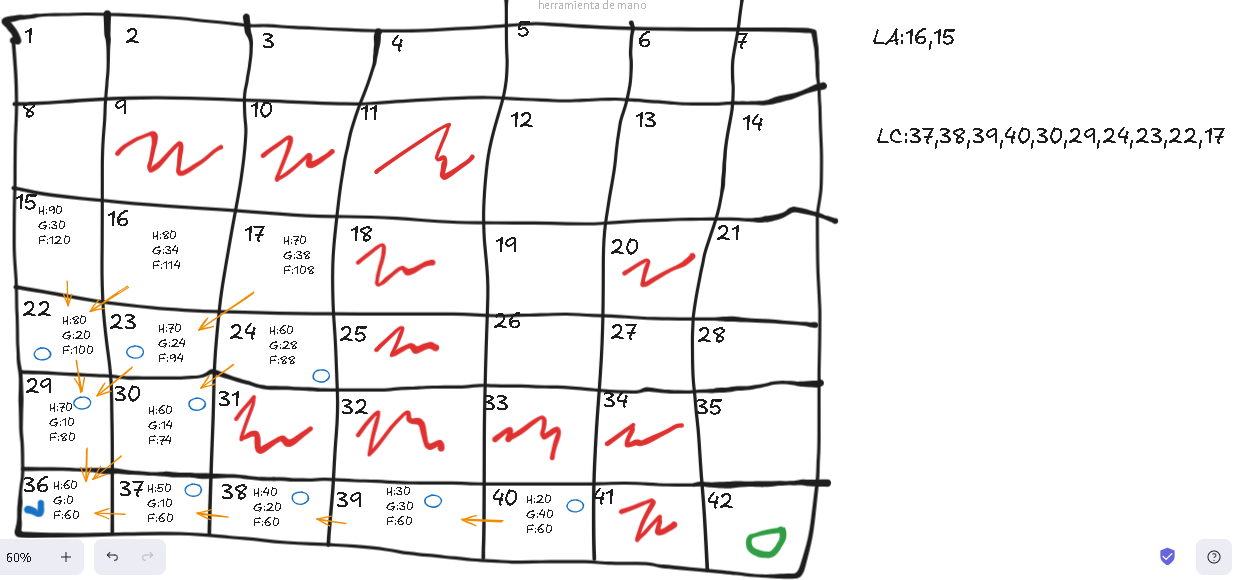 herramienta de mano
1
2
3
4
5
6
7
LA:16,15
8
9
10
11
12
13
14
LC:37,38,39,40,30,29,24,23,22,17
15
H:90
G:30
F:120
16
H:80
G:34
F:114
17
H:70
G:38
F:108
18
19
20
21
22
H:80
G:20
F:100
23
H:70
G:24
F:94
24
H:60
G:28
F:88
25
26
27
28
29
H:70
G:10
F:80
30
H:60
G:14
F:74
31
32
33
34
35
36
H:60
G:0
F:60
37
H:50
G:10
F:60
38
H:40
G:20
F:60
39
H:30
G:30
F:60
40
H:20
G:40
F:60
41
42
60%